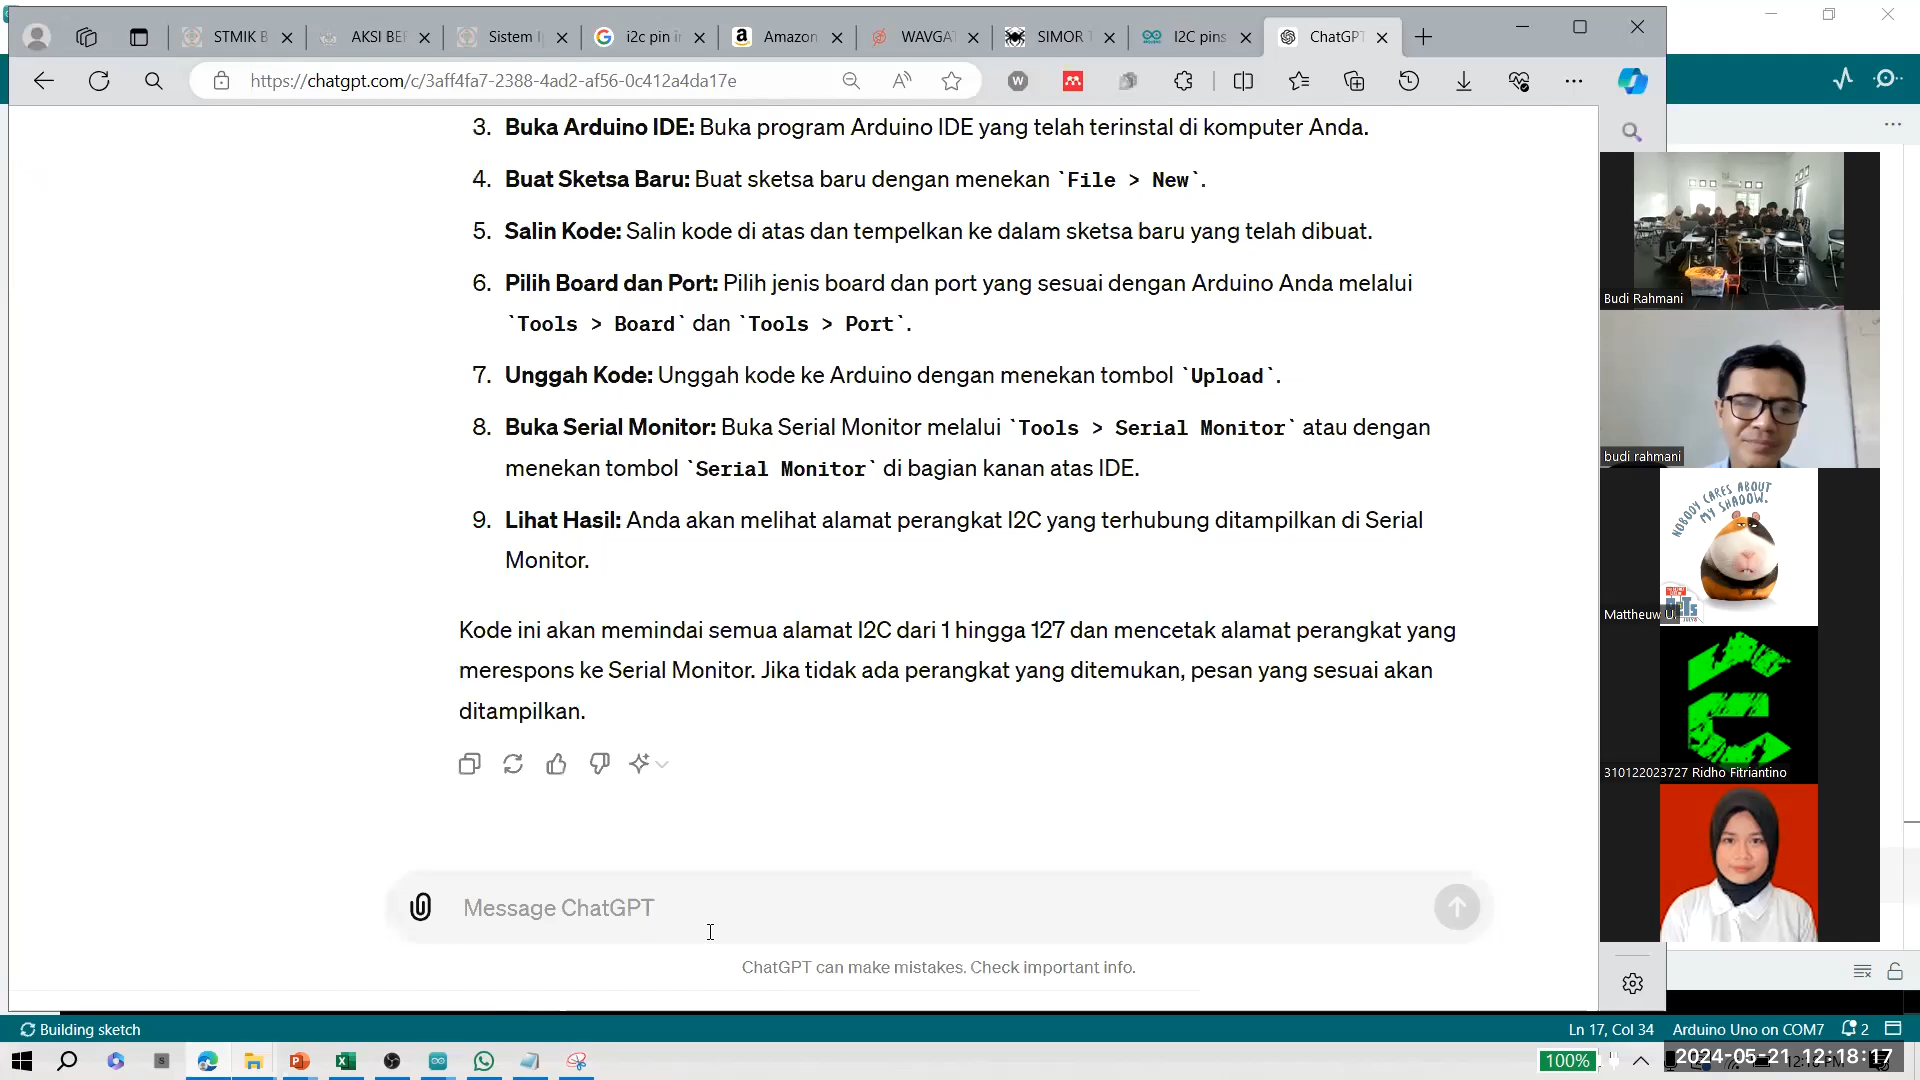 STMIK B
AKSI BEF
Sistem I
i2c pin i
Amazon
WAVGA
SIMOR
I2C pins
ChatGPT
https://chatgpt.com/c/3aff4fa7-2388-4ad2-af56-0c412a4da17e
3. Buka Arduino IDE: Buka program Arduino IDE yang telah terinstal di komputer Anda.
4. Buat Sketsa Baru: Buat sketsa baru dengan menekan `File > New`.
5. Salin Kode: Salin kode di atas dan tempelkan ke dalam sketsa baru yang telah dibuat.
6. Pilih Board dan Port: Pilih jenis board dan port yang sesuai dengan Arduino Anda melalui
`Tools > Board` dan `Tools > Port`.
7. Unggah Kode: Unggah kode ke Arduino dengan menekan tombol `Upload`.
8. Buka Serial Monitor: Buka Serial Monitor melalui `Tools > Serial Monitor` atau dengan
menekan tombol `Serial Monitor` di bagian kanan atas IDE.
9. Lihat Hasil: Anda akan melihat alamat perangkat I2C yang terhubung ditampilkan di Serial
Monitor.
Kode ini akan memindai semua alamat I2C dari 1 hingga 127 dan mencetak alamat perangkat yang
merespons ke Serial Monitor. Jika tidak ada perangkat yang ditemukan, pesan yang sesuai akan
ditampilkan.
Message ChatGPT
ChatGPT can make mistakes. Check important info.
Budi Rahmani
budi rahmani
NOBODY CARES ABOUT
MY SHADOW.
Mattheuw U.
310122023727 Ridho Fitriantino
Building sketch
Ln 17, Col 34
Arduino Uno on COM7
2
100%
2024-05-21 12:18:17